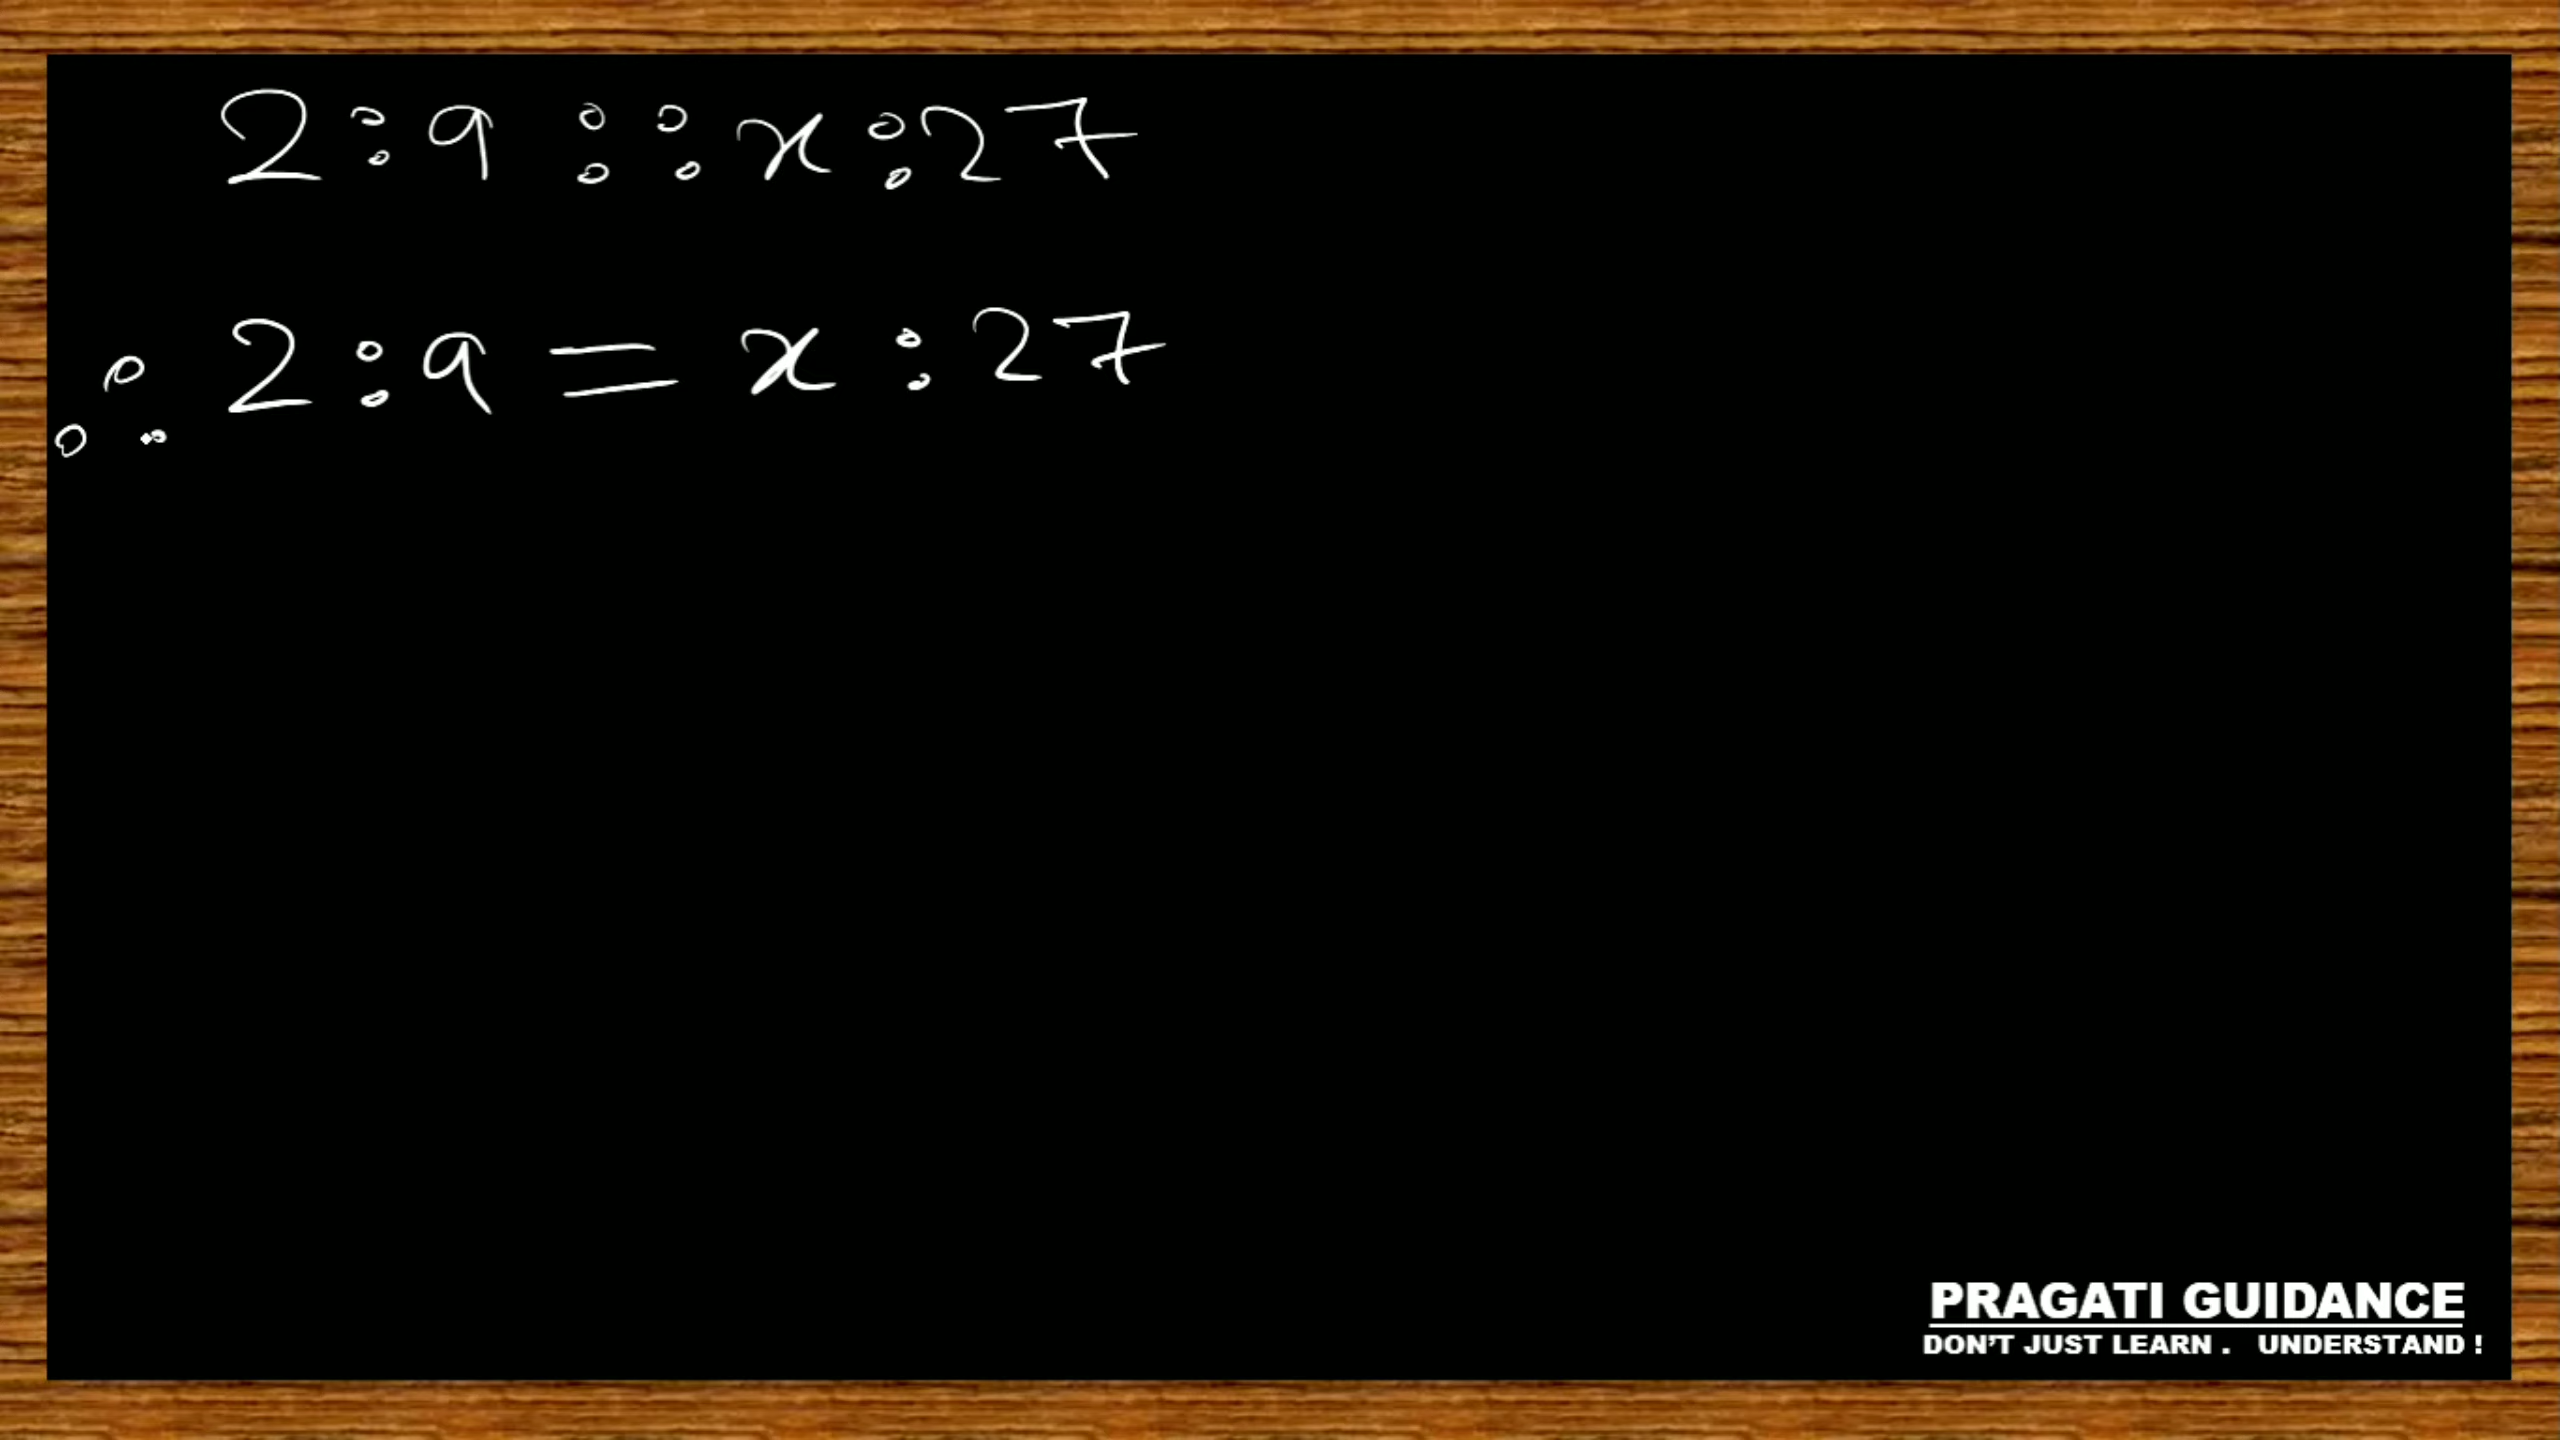 2:9 :: x:27
∴ 2:9 = x:27
PRAGATI GUIDANCE
DON'T JUST LEARN. UNDERSTAND!